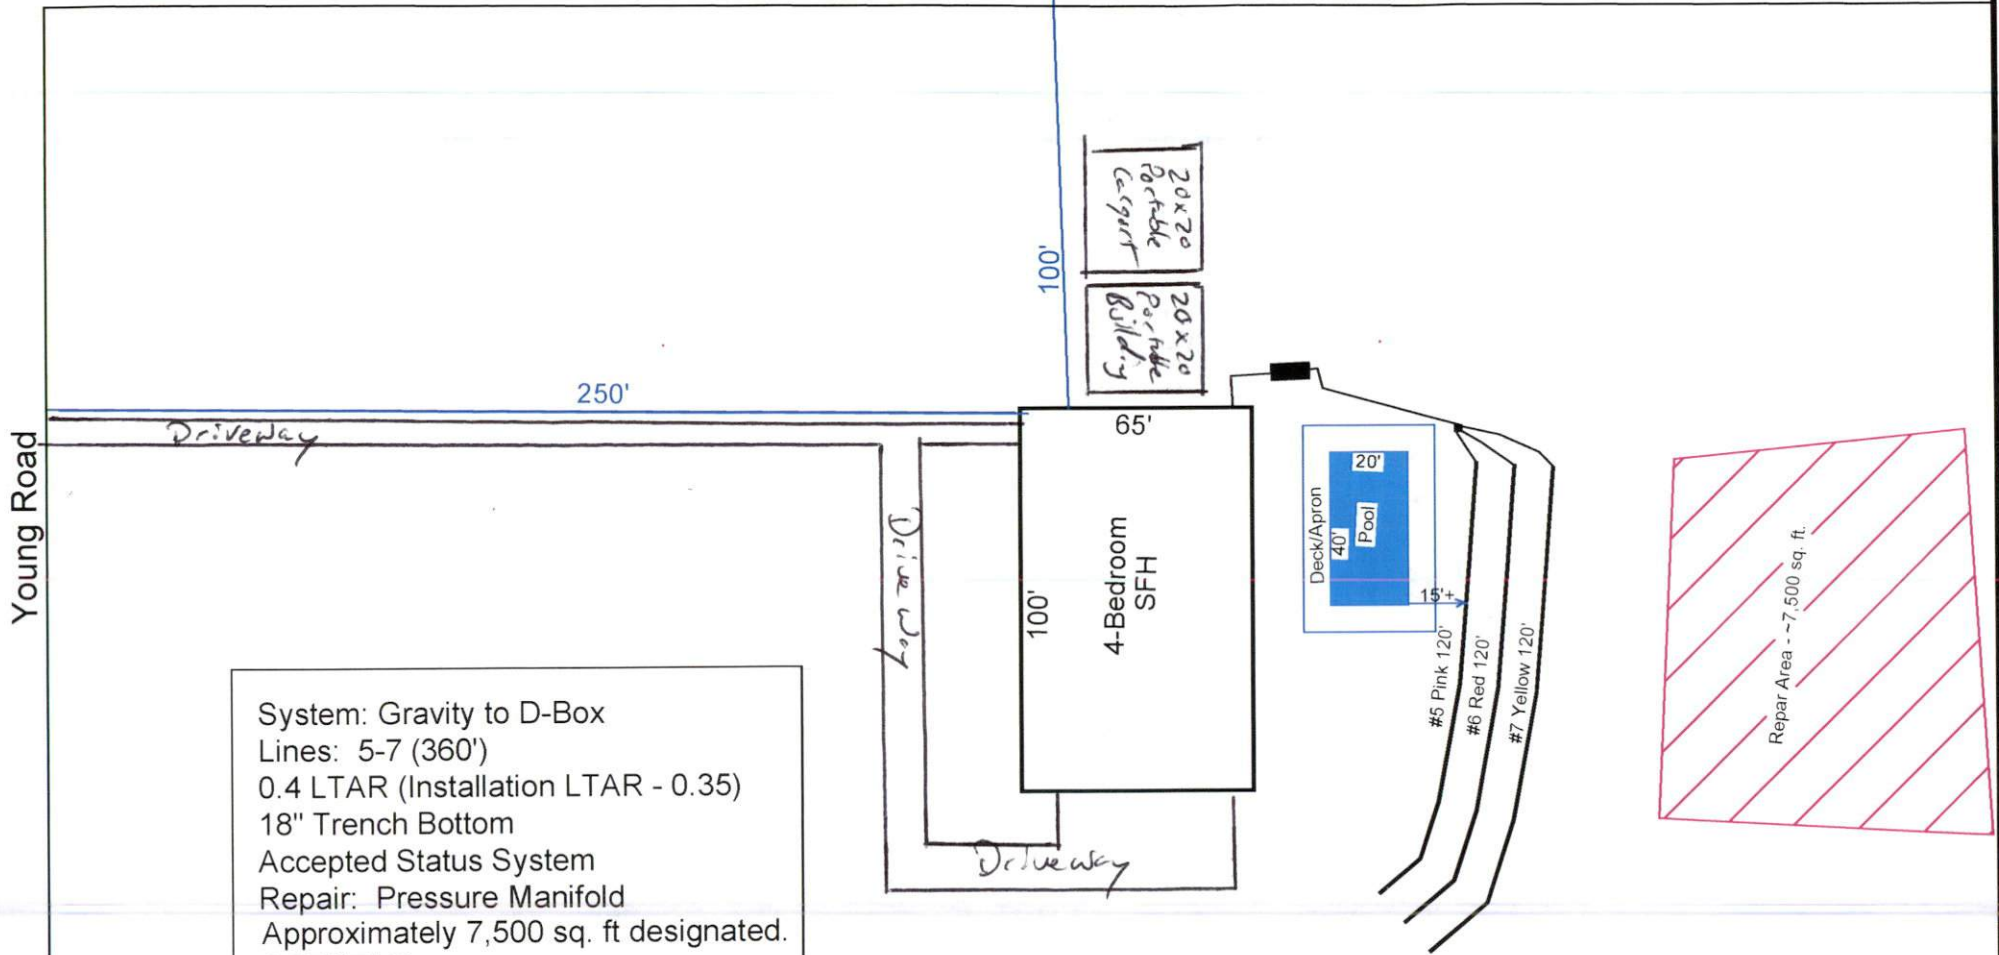 20x20
Portable
Carport
20x20
Portable
Building
100'
250'
Driveway
Young Road
65'
100'
4-Bedroom
SFH
Driveway
Driveway
Deck/Apron
20'
40'
Pool
15'+
#5 Pink 120'
#6 Red 120'
#7 Yellow 120'
Repar Area - ~7,500 sq. ft.
System: Gravity to D-Box
Lines: 5-7 (360')
0.4 LTAR (Installation LTAR - 0.35)
18" Trench Bottom
Accepted Status System
Repair: Pressure Manifold
Approximately 7,500 sq. ft designated.